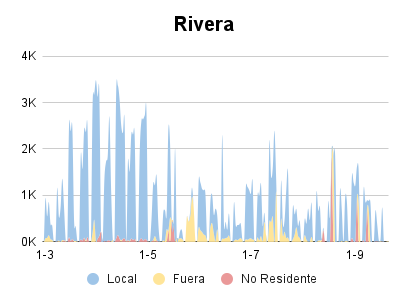 Rivera
4K
3K
2K
1K
0K
1-3 1-5 1-7 1-9
Local Fuera No Residente